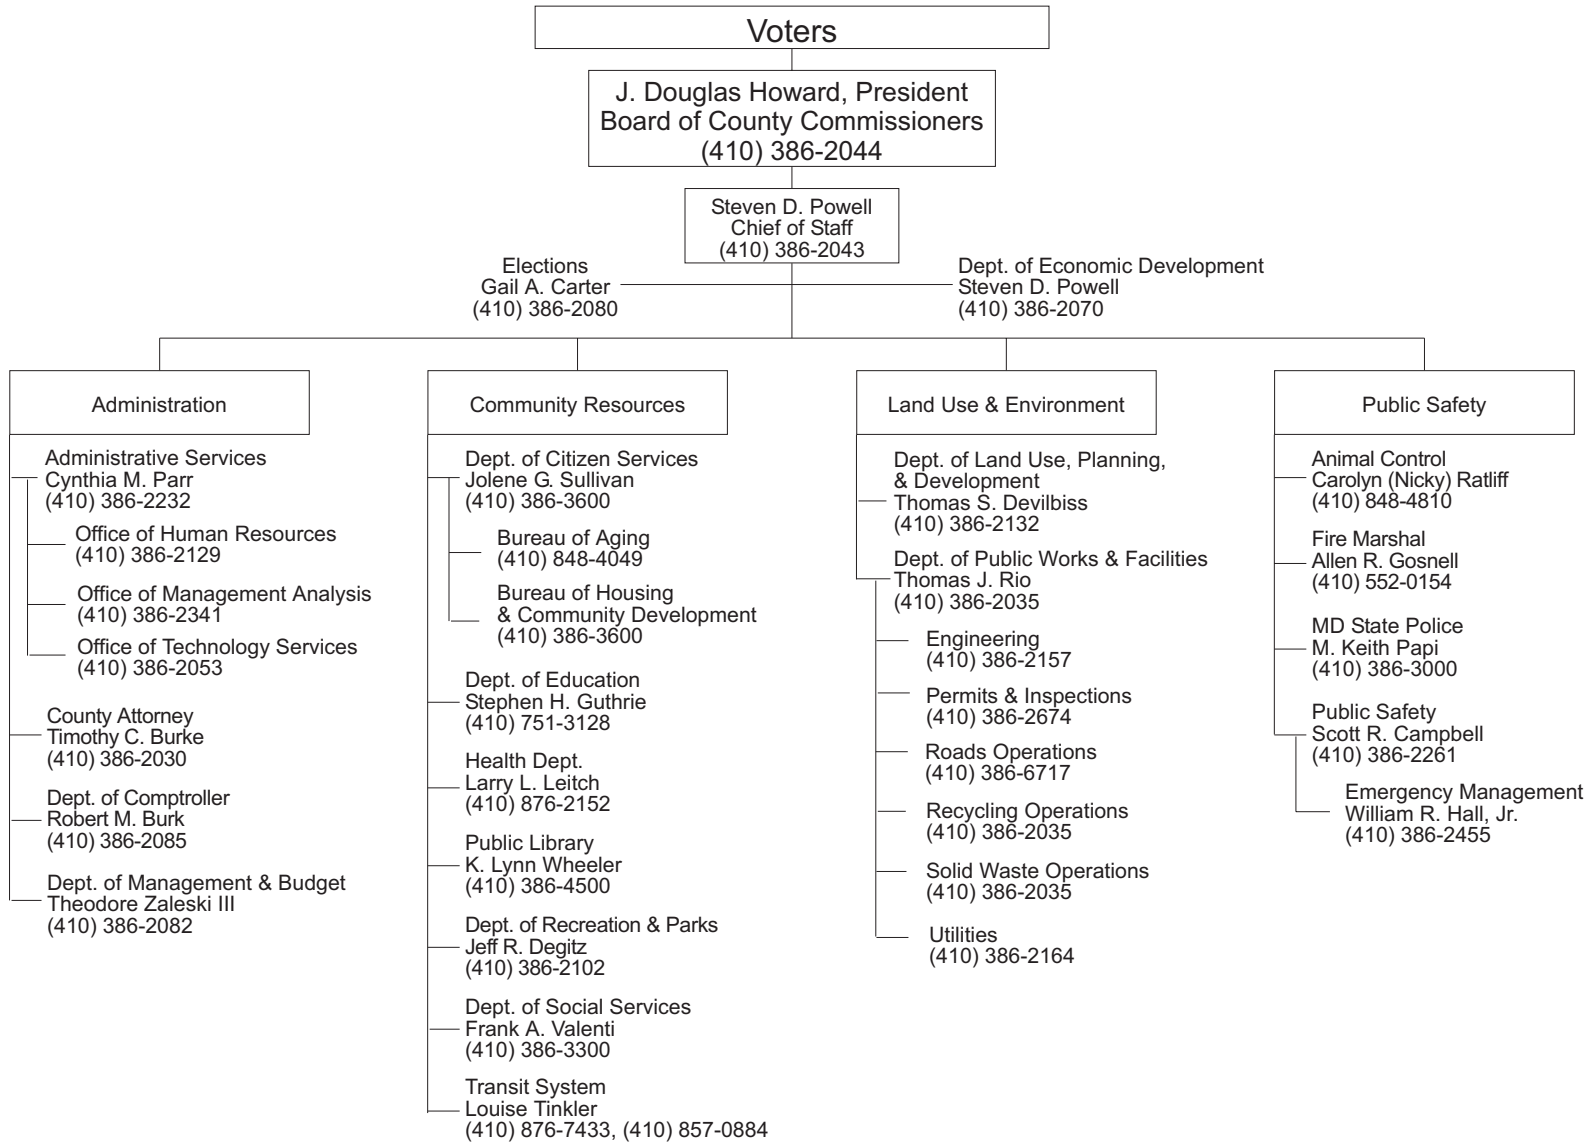 Voters
J. Douglas Howard, President
Board of County Commissioners
(410) 386-2044
Steven D. Powell
Chief of Staff
(410) 386-2043
Elections
Gail A. Carter
(410) 386-2080
Dept. of Economic Development
Steven D. Powell
(410) 386-2070
Administration
Administrative Services
Cynthia M. Parr
(410) 386-2232
Office of Human Resources
(410) 386-2129
Office of Management Analysis
(410) 386-2341
Office of Technology Services
(410) 386-2053
County Attorney
Timothy C. Burke
(410) 386-2030
Dept. of Comptroller
Robert M. Burk
(410) 386-2085
Dept. of Management & Budget
Theodore Zaleski III
(410) 386-2082
Community Resources
Dept. of Citizen Services
Jolene G. Sullivan
(410) 386-3600
Bureau of Aging
(410) 848-4049
Bureau of Housing
& Community Development
(410) 386-3600
Dept. of Education
Stephen H. Guthrie
(410) 751-3128
Health Dept.
Larry L. Leitch
(410) 876-2152
Public Library
K. Lynn Wheeler
(410) 386-4500
Dept. of Recreation & Parks
Jeff R. Degitz
(410) 386-2102
Dept. of Social Services
Frank A. Valenti
(410) 386-3300
Transit System
Louise Tinkler
(410) 876-7433, (410) 857-0884
Land Use & Environment
Dept. of Land Use, Planning,
& Development
Thomas S. Devilbiss
(410) 386-2132
Dept. of Public Works & Facilities
Thomas J. Rio
(410) 386-2035
Engineering
(410) 386-2157
Permits & Inspections
(410) 386-2674
Roads Operations
(410) 386-6717
Recycling Operations
(410) 386-2035
Solid Waste Operations
(410) 386-2035
Utilities
(410) 386-2164
Public Safety
Animal Control
Carolyn (Nicky) Ratliff
(410) 848-4810
Fire Marshal
Allen R. Gosnell
(410) 552-0154
MD State Police
M. Keith Papi
(410) 386-3000
Public Safety
Scott R. Campbell
(410) 386-2261
Emergency Management
William R. Hall, Jr.
(410) 386-2455